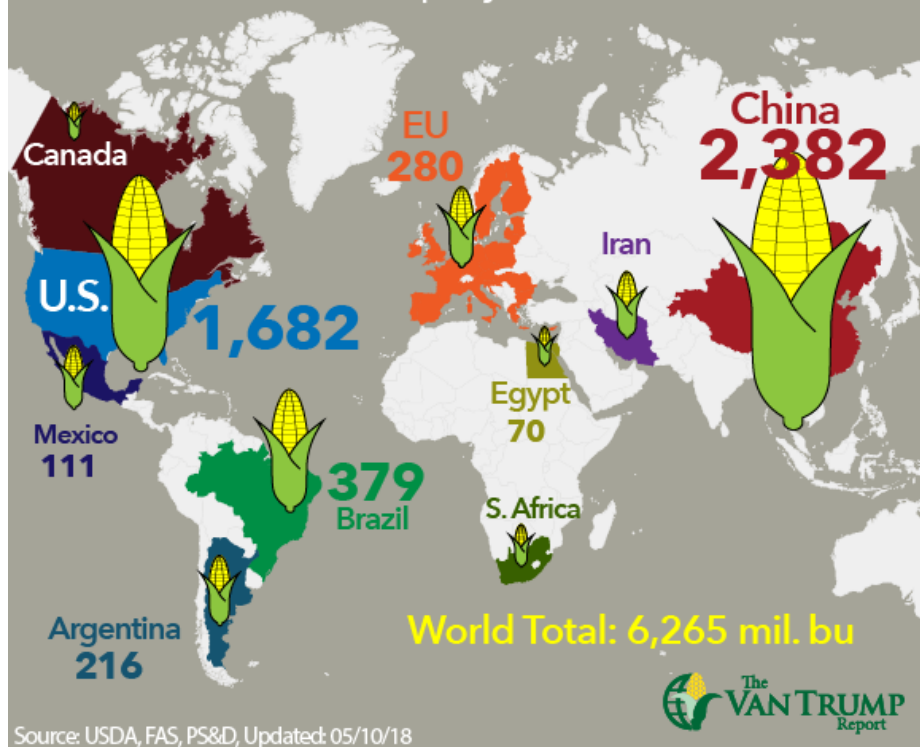 China
2,382
EU
280
Canada
Iran
U.S.
1,682
Egypt
70
Mexico
111
379
Brazil
S. Africa
World Total: 6,265 mil. bu
Argentina
216
The
VAN TRUMP
Report
Source: USDA, FAS, PS&D, Updated: 05/10/18